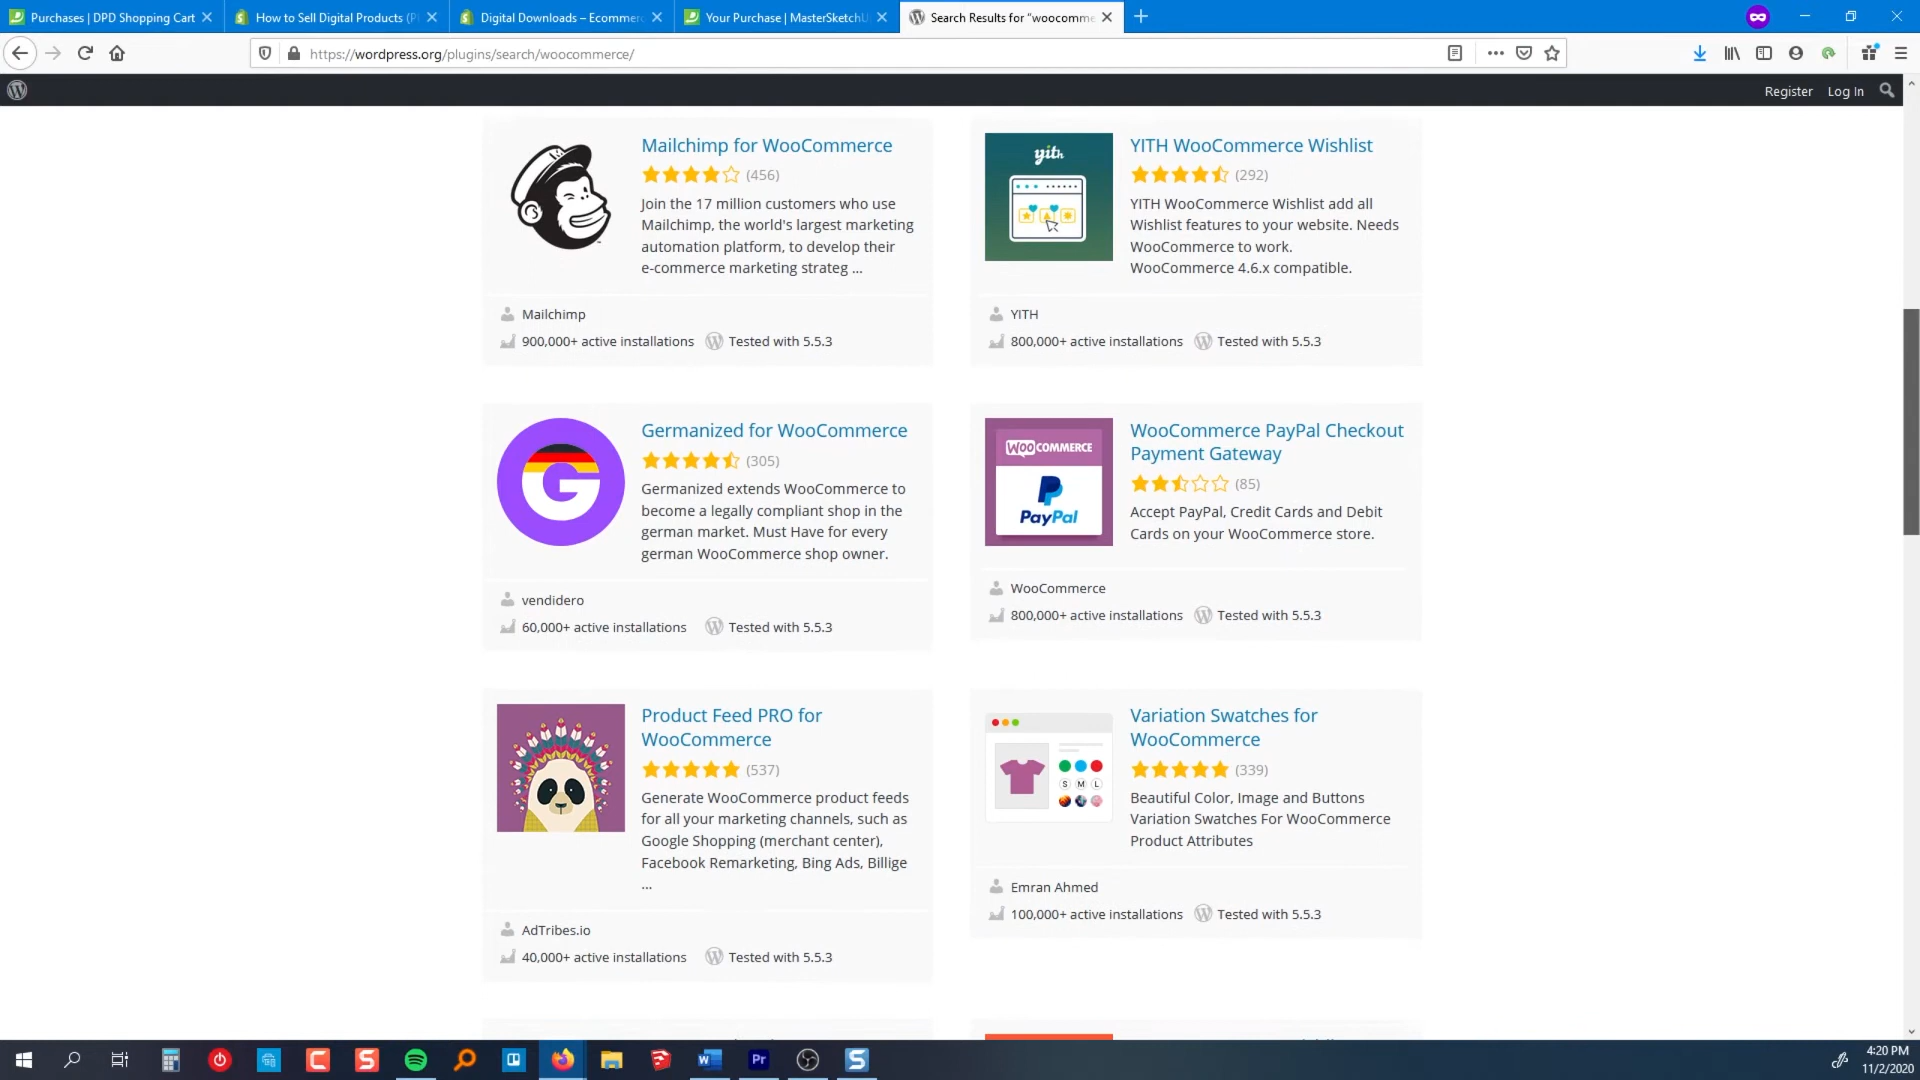 Purchases | DPD Shopping Cart
How to Sell Digital Products (P
Digital Downloads – Ecommer
Your Purchase | MasterSketchU
Search Results for "woocomme
https://wordpress.org/plugins/search/woocommerce/
Register Log In
Mailchimp for WooCommerce
(456)
Join the 17 million customers who use
Mailchimp, the world's largest marketing
automation platform, to develop their
e-commerce marketing strateg ...
Mailchimp
900,000+ active installations Tested with 5.5.3
yith
YITH WooCommerce Wishlist
(292)
YITH WooCommerce Wishlist add all
Wishlist features to your website. Needs
WooCommerce to work.
WooCommerce 4.6.x compatible.
YITH
800,000+ active installations Tested with 5.5.3
G
Germanized for WooCommerce
(305)
Germanized extends WooCommerce to
become a legally compliant shop in the
german market. Must Have for every
german WooCommerce shop owner.
vendidero
60,000+ active installations Tested with 5.5.3
WOO COMMERCE
PayPal
WooCommerce PayPal Checkout
Payment Gateway
(85)
Accept PayPal, Credit Cards and Debit
Cards on your WooCommerce store.
WooCommerce
800,000+ active installations Tested with 5.5.3
Product Feed PRO for
WooCommerce
(537)
Generate WooCommerce product feeds
for all your marketing channels, such as
Google Shopping (merchant center),
Facebook Remarketing, Bing Ads, Billige
...
AdTribes.io
40,000+ active installations Tested with 5.5.3
S M L
Variation Swatches for
WooCommerce
(339)
Beautiful Color, Image and Buttons
Variation Swatches For WooCommerce
Product Attributes
Emran Ahmed
100,000+ active installations Tested with 5.5.3
4:20 PM
11/2/2020